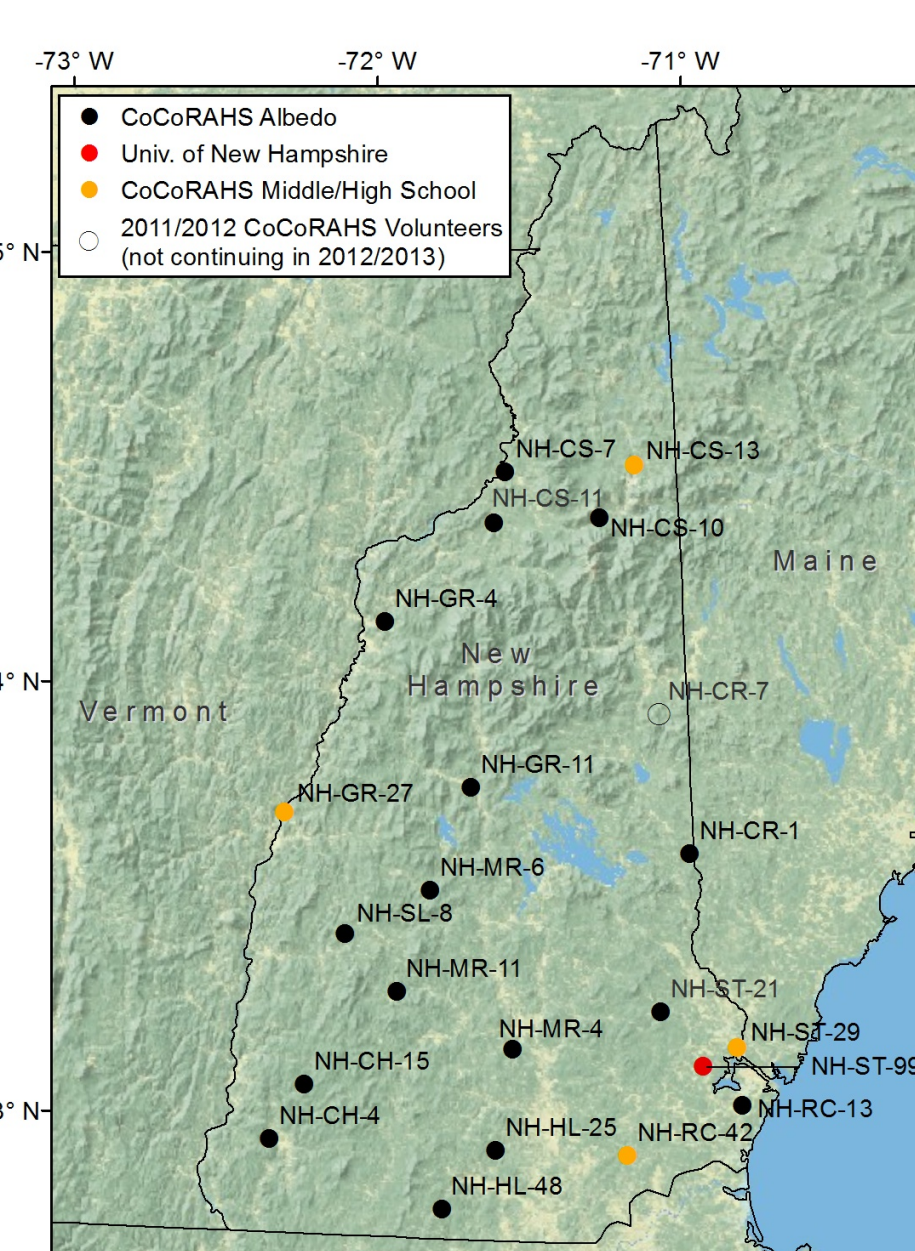 -73° W -72° W -71° W
CoCoRAHS Albedo
Univ. of New Hampshire
CoCoRAHS Middle/High School
2011/2012 CoCoRAHS Volunteers
(not continuing in 2012/2013)
5° N
NH-CS-7 NH-CS-13
NH-CS-11
NH-CS-10
Maine
NH-GR-4
New
Hampshire
4° N
NH-CR-7
Vermont
NH-GR-11
NH-GR-27
NH-CR-1
NH-MR-6
NH-SL-8
NH-MR-11
NH-ST-21
NH-MR-4 NH-ST-29
NH-CH-15 NH-ST-99
3° N
NH-CH-4 NH-RC-13
NH-HL-25 NH-RC-42
NH-HL-48